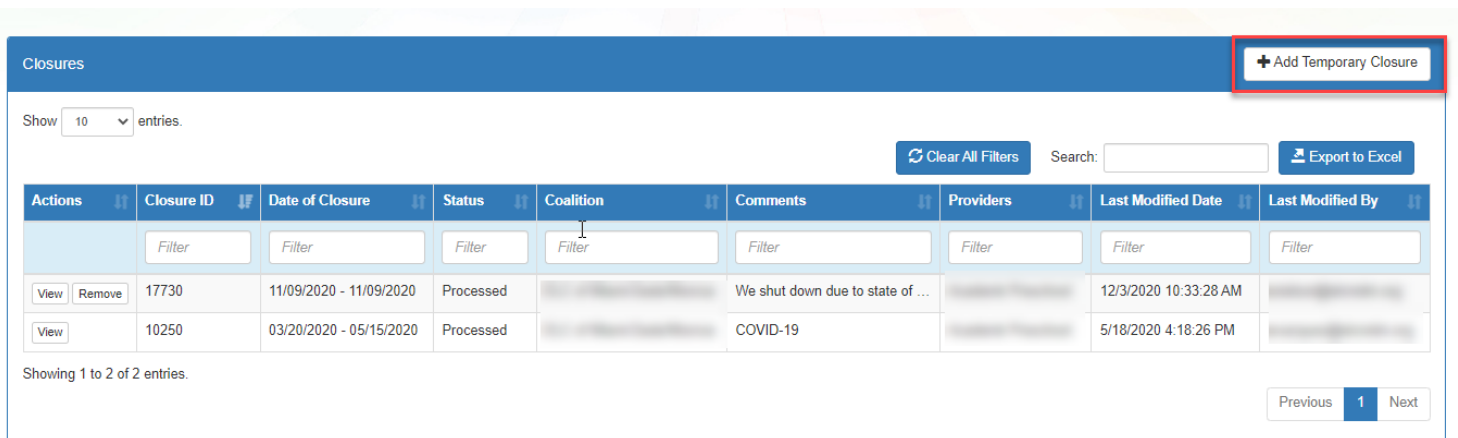 Closures
Add Temporary Closure
Show 10 entries.
Clear All Filters Search: Export to Excel
Actions Closure ID Date of Closure Status Coalition Comments Providers Last Modified Date Last Modified By
Filter Filter Filter Filter Filter Filter Filter Filter
View Remove 17730 11/09/2020 - 11/09/2020 Processed We shut down due to state of ... 12/3/2020 10:33:28 AM
View 10250 03/20/2020 - 05/15/2020 Processed COVID-19 5/18/2020 4:18:26 PM
Showing 1 to 2 of 2 entries.
Previous 1 Next